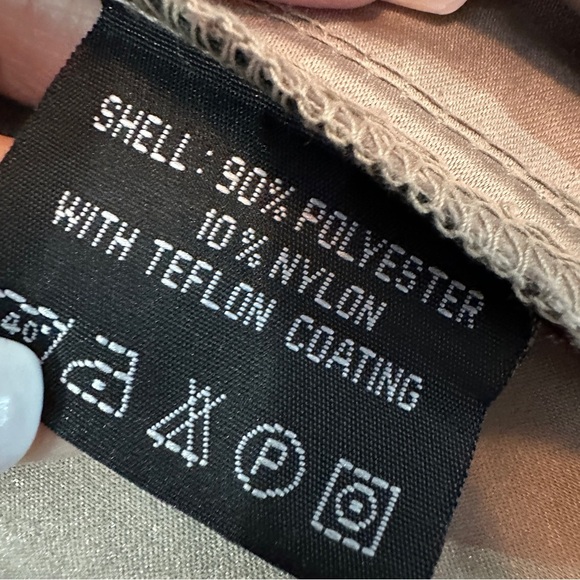 SHELL: 90% POLYESTER
10% NYLON
WITH TEFLON COATING
40
P